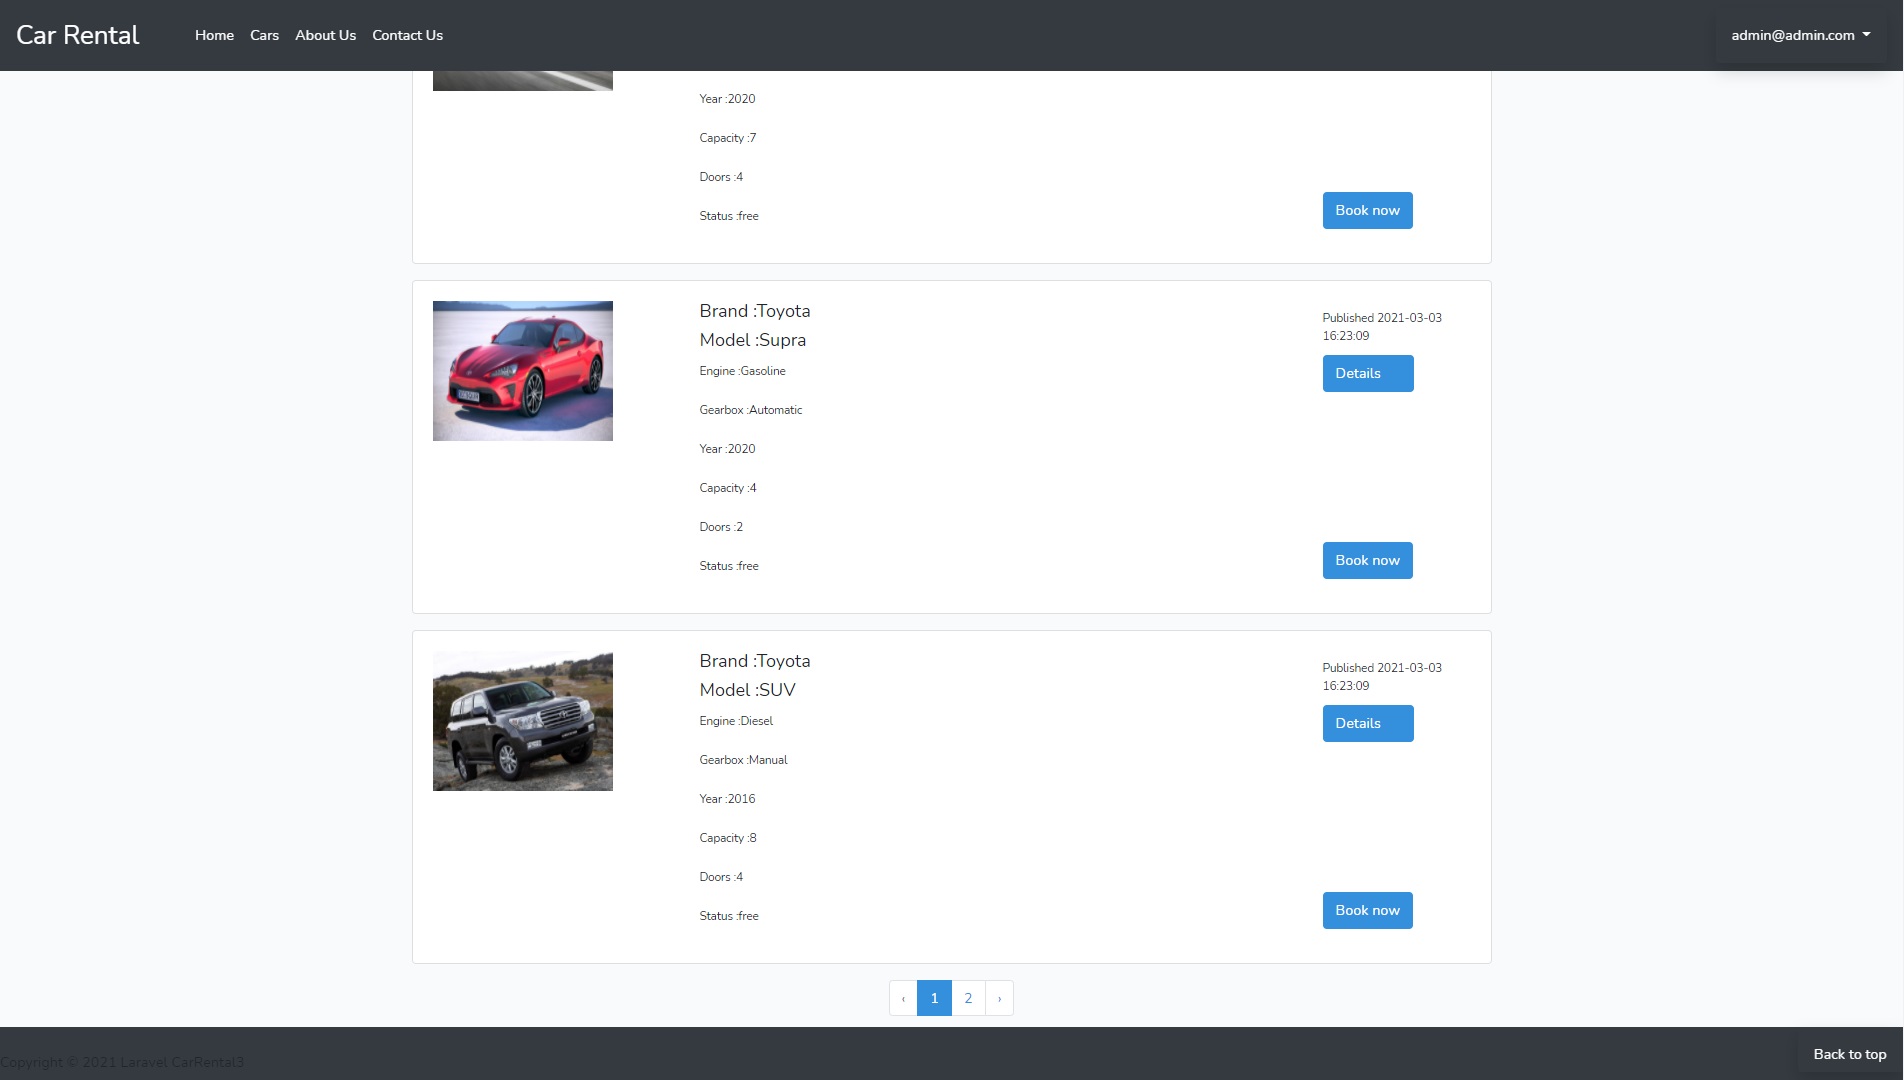 Car Rental
Home
Cars
About Us
Contact Us
admin@admin.com
Year :2020
Capacity :7
Doors :4
Status :free
Book now
Brand :Toyota
Model :Supra
Engine :Gasoline
Gearbox :Automatic
Year :2020
Capacity :4
Doors :2
Status :free
Published 2021-03-03
16:23:09
Details
Book now
Brand :Toyota
Model :SUV
Engine :Diesel
Gearbox :Manual
Year :2016
Capacity :8
Doors :4
Status :free
Published 2021-03-03
16:23:09
Details
Book now
‹ 1 2 ›
Copyright © 2021 Laravel CarRental3
Back to top